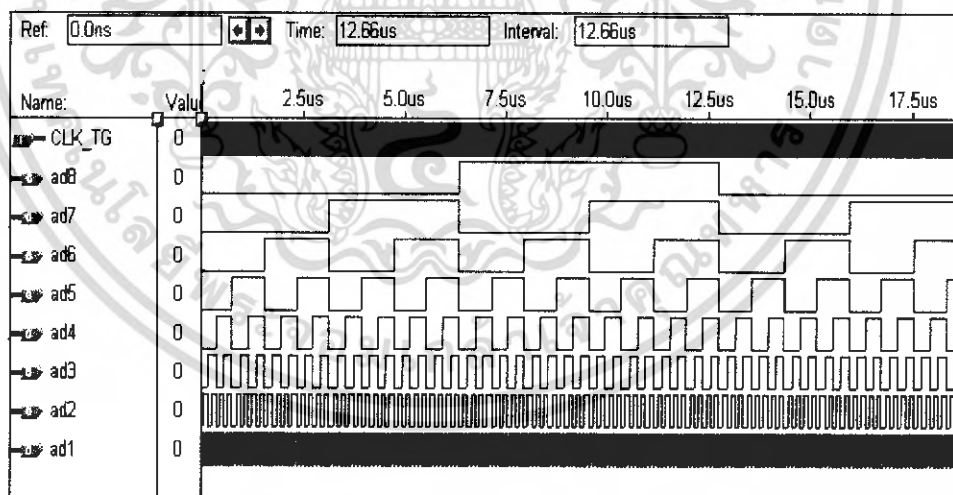 Ref: 0.0ns Time: 12.66us Interval: 12.66us
Name: Valu 2.5us 5.0us 7.5us 10.0us 12.5us 15.0us 17.5us
CLK_TG 0
ad8 0
ad7 0
ad6 0
ad5 0
ad4 0
ad3 0
ad2 0
ad1 0